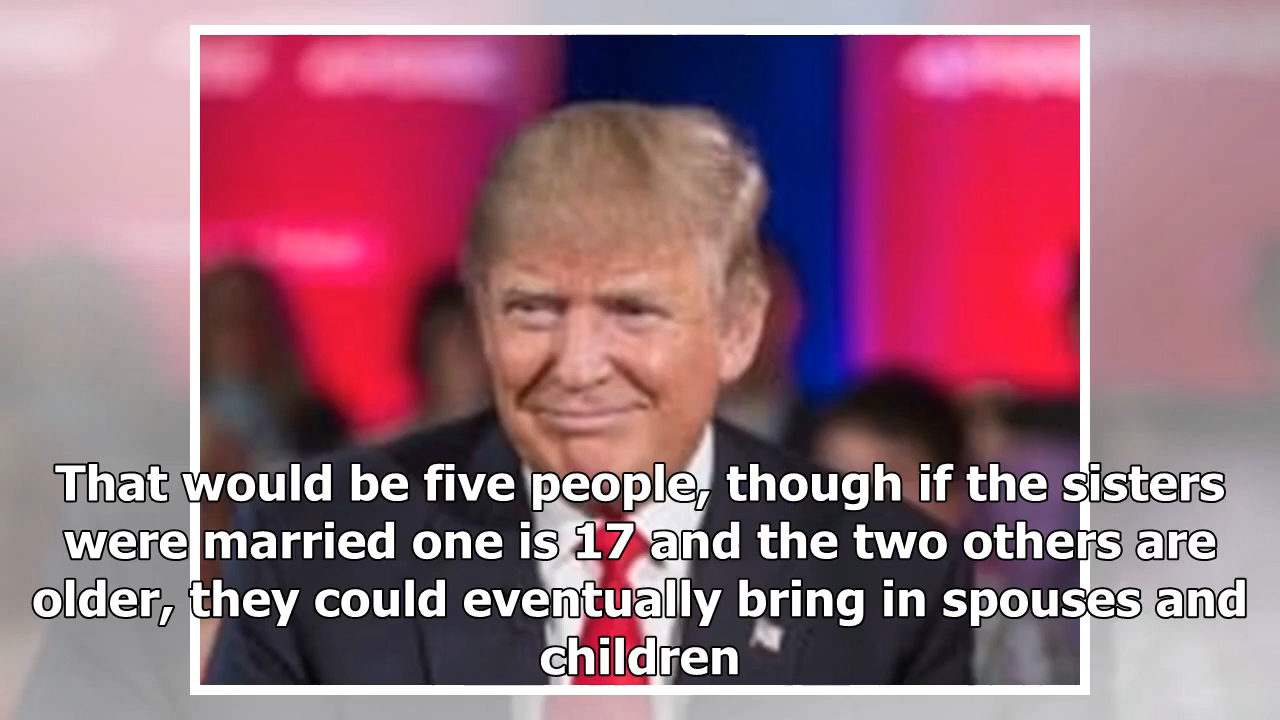 That would be five people, though if the sisters
were married one is 17 and the two others are
older, they could eventually bring in spouses and
children